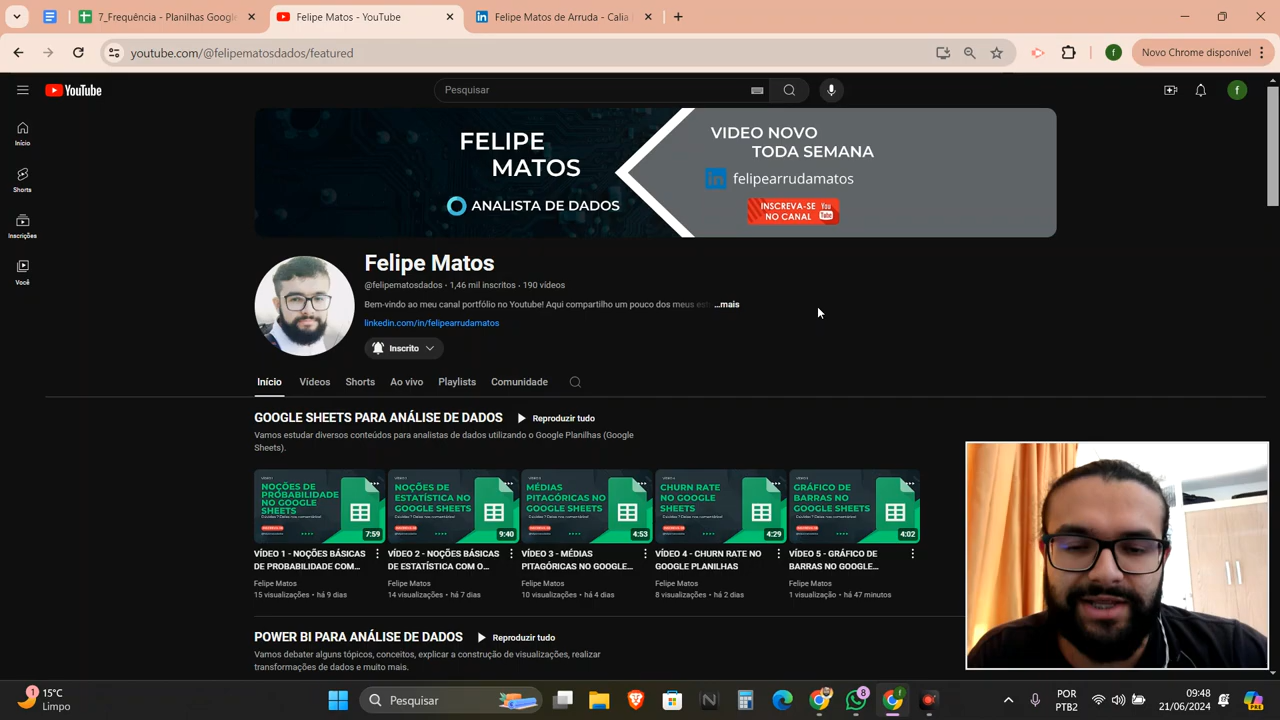 7_Frequência - Planilhas Goog
Felipe Matos - YouTube
Felipe Matos de Arruda - Calia
youtube.com/@felipematosdados/featured
Novo Chrome disponível
YouTube
Pesquisar
f
FELIPE
MATOS
ANALISTA DE DADOS
VIDEO NOVO
TODA SEMANA
in felipearrudamatos
INSCREVA-SE
NO CANAL
You
Tube
Início
Shorts
Inscrições
Você
Felipe Matos
@felipematosdados • 1,46 mil inscritos • 190 vídeos
Bem-vindo ao meu canal portfólio no Youtube! Aqui compartilho um pouco dos meus ...mais
linkedin.com/in/felipearrudamatos
Inscrito
Início Vídeos Shorts Ao vivo Playlists Comunidade
GOOGLE SHEETS PARA ANÁLISE DE DADOS Reproduzir tudo
Vamos estudar diversos conteúdos para analistas de dados utilizando o Google Planilhas (Google
Sheets).
NOÇÕES DE
PROBABILIDADE
NO GOOGLE
SHEETS
7:59
NOÇÕES DE
ESTATÍSTICA NO
GOOGLE SHEETS
9:40
MÉDIAS
PITAGÓRICAS NO
GOOGLE SHEETS
4:53
CHURN RATE
NO GOOGLE
SHEETS
4:29
GRÁFICO DE
BARRAS NO
GOOGLE SHEETS
4:02
VÍDEO 1 - NOÇÕES BÁSICAS
DE PROBABILIDADE COM...
Felipe Matos
15 visualizações • há 9 dias
VÍDEO 2 - NOÇÕES BÁSICAS
DE ESTATÍSTICA COM O...
Felipe Matos
14 visualizações • há 7 dias
VÍDEO 3 - MÉDIAS
PITAGÓRICAS NO GOOGLE...
Felipe Matos
10 visualizações • há 4 dias
VÍDEO 4 - CHURN RATE NO
GOOGLE PLANILHAS
Felipe Matos
8 visualizações • há 2 dias
VÍDEO 5 - GRÁFICO DE
BARRAS NO GOOGLE...
Felipe Matos
1 visualização • há 47 minutos
POWER BI PARA ANÁLISE DE DADOS Reproduzir tudo
Vamos debater alguns tópicos, conceitos, explicar a construção de visualizações, realizar
transformações de dados e muito mais.
1
15°C
Limpo
Pesquisar
8
POR
PTB2
09:48
21/06/2024